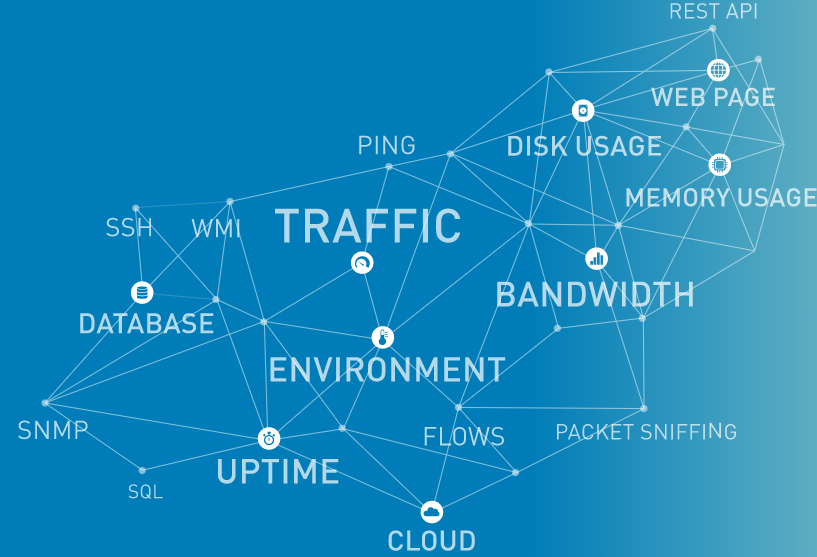 REST API
WEB PAGE
PING
DISK USAGE
MEMORY USAGE
SSH
WMI
TRAFFIC
BANDWIDTH
DATABASE
ENVIRONMENT
SNMP
FLOWS
PACKET SNIFFING
UPTIME
SQL
CLOUD